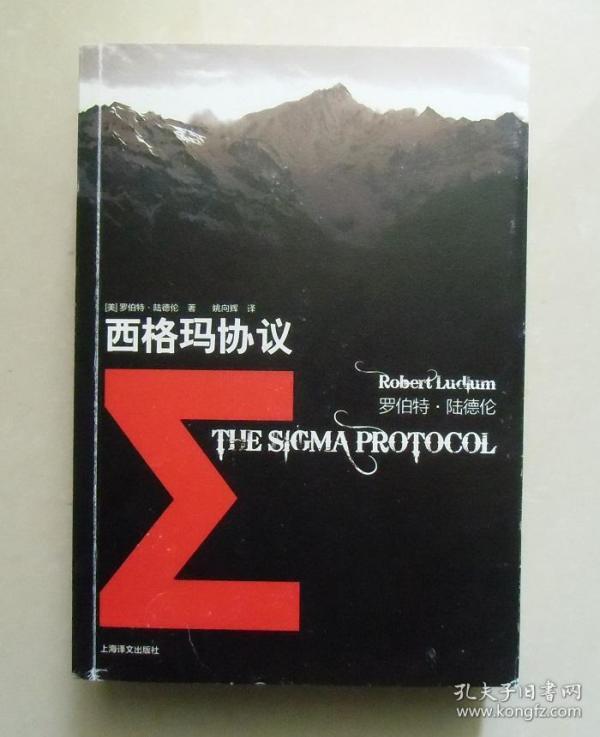 [美]罗伯特·陆德伦 著 姚向辉 译
西格玛协议
Σ
Robert Ludlum
罗伯特·陆德伦
THE SIGMA PROTOCOL
上海译文出版社
孔夫子旧书网
www.kongfz.com